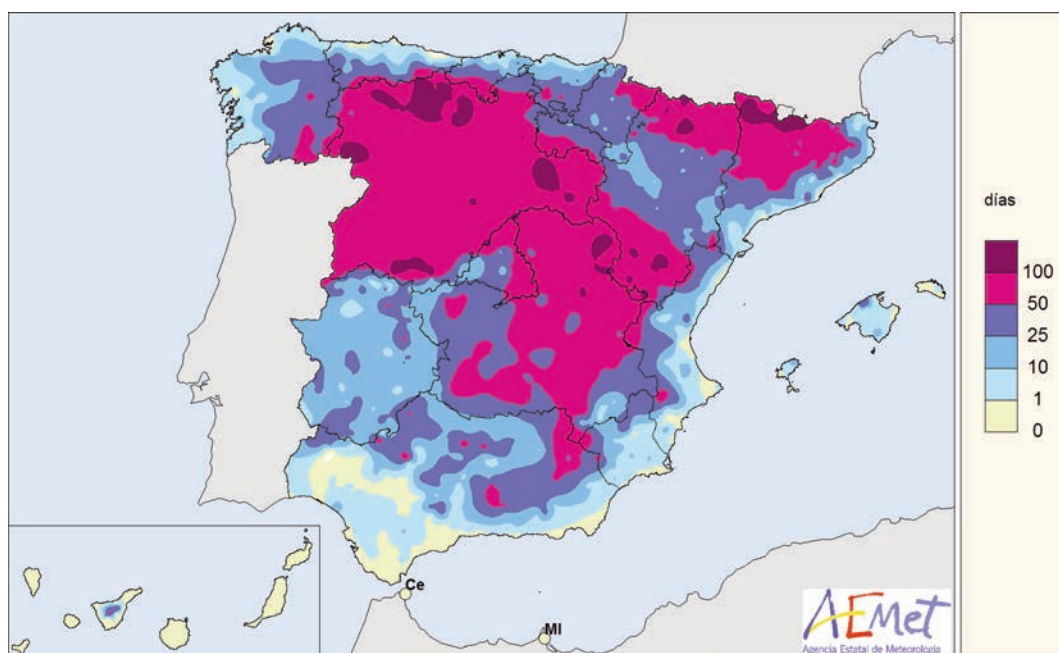 días
100
50
25
10
1
0
Ce
Ml
AEMet
Agencia Estatal de Meteorología